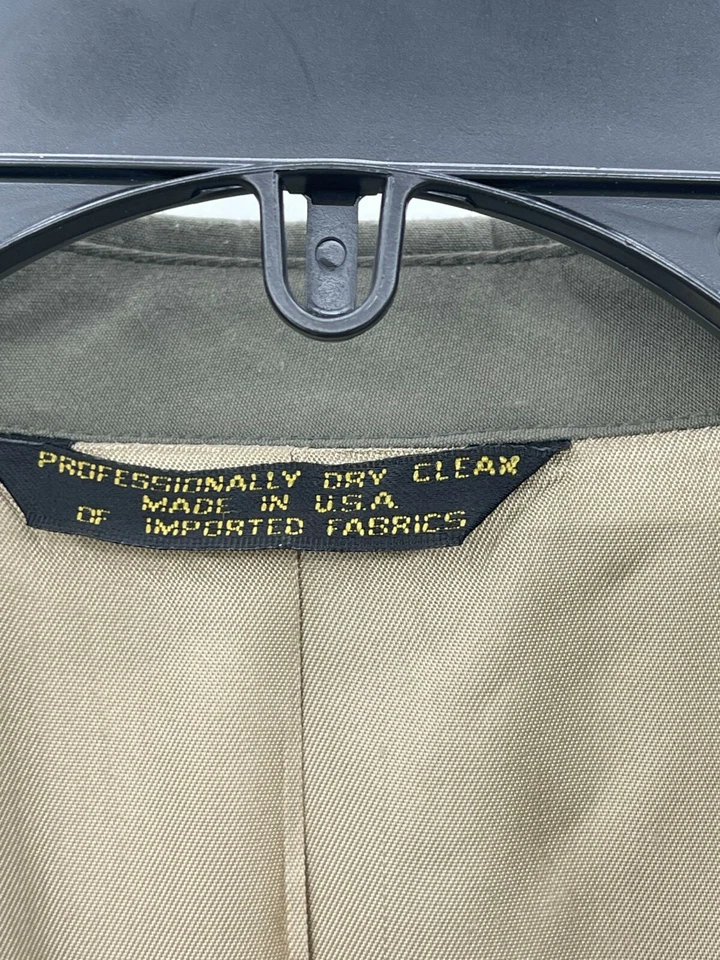 PROFESSIONALLY DRY CLEAN
MADE IN U.S.A.
OF IMPORTED FABRICS